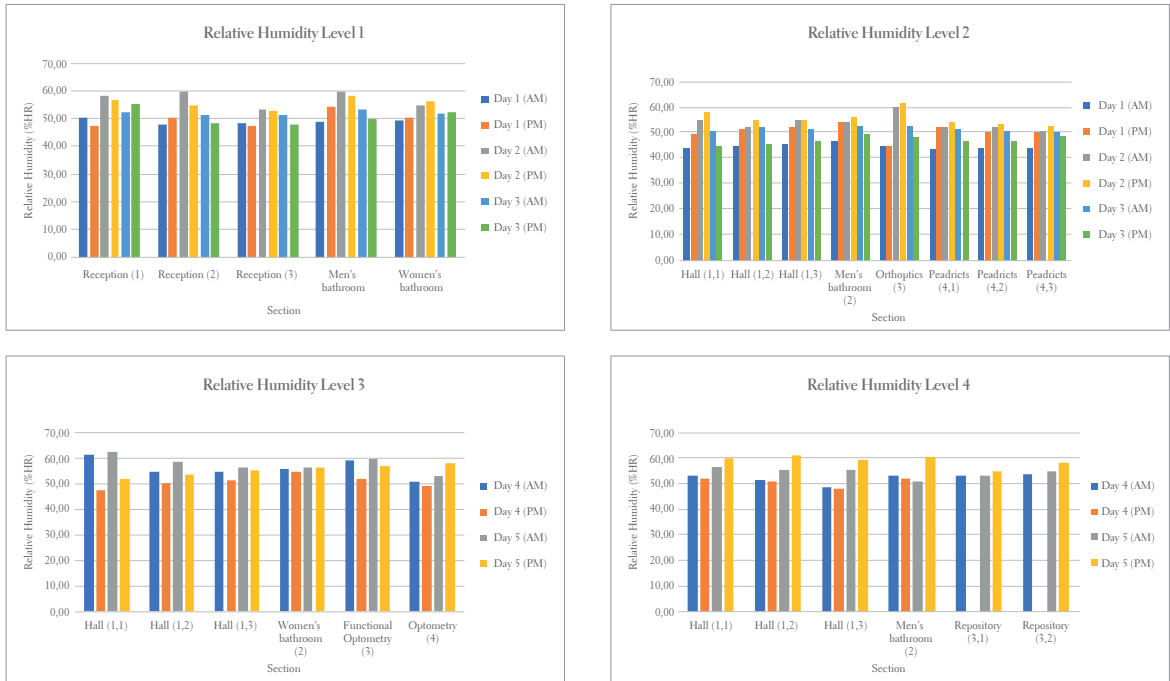 Relative Humidity Level 1
Relative Humidity (%HR)
70,00
60,00
50,00
40,00
30,00
20,00
10,00
0,00
Reception (1)
Reception (2)
Reception (3)
Men's
bathroom
Women's
bathroom
Section
Day 1 (AM)
Day 1 (PM)
Day 2 (AM)
Day 2 (PM)
Day 3 (AM)
Day 3 (PM)
Relative Humidity Level 2
Relative Humidity (%HR)
70,00
60,00
50,00
40,00
30,00
20,00
10,00
0,00
Hall (1,1)
Hall (1,2)
Hall (1,3)
Men's
bathroom
(2)
Orthoptics
(3)
Peadricts
(4,1)
Peadricts
(4,2)
Peadricts
(4,3)
Section
Day 1 (AM)
Day 1 (PM)
Day 2 (AM)
Day 2 (PM)
Day 3 (AM)
Day 3 (PM)
Relative Humidity Level 3
Relative Humidity (%HR)
70,00
60,00
50,00
40,00
30,00
20,00
10,00
0,00
Hall (1,1)
Hall (1,2)
Hall (1,3)
Women's
bathroom
(2)
Functional
Optometry
(3)
Optometry
(4)
Section
Day 4 (AM)
Day 4 (PM)
Day 5 (AM)
Day 5 (PM)
Relative Humidity Level 4
Relative Humidity (%HR)
70,00
60,00
50,00
40,00
30,00
20,00
10,00
0,00
Hall (1,1)
Hall (1,2)
Hall (1,3)
Men's
bathroom
(2)
Repository
(3,1)
Repository
(3,2)
Section
Day 4 (AM)
Day 4 (PM)
Day 5 (AM)
Day 5 (PM)